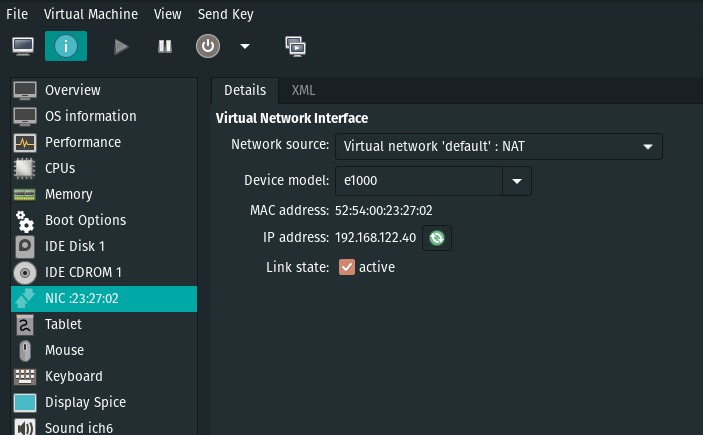 File Virtual Machine View Send Key
Details XML
Overview
OS information
Performance
CPUs
Memory
Boot Options
IDE Disk 1
IDE CDROM 1
NIC :23:27:02
Tablet
Mouse
Keyboard
Display Spice
Sound ich6
Virtual Network Interface
Network source: Virtual network 'default' : NAT
Device model: e1000
MAC address: 52:54:00:23:27:02
IP address: 192.168.122.40
Link state: active